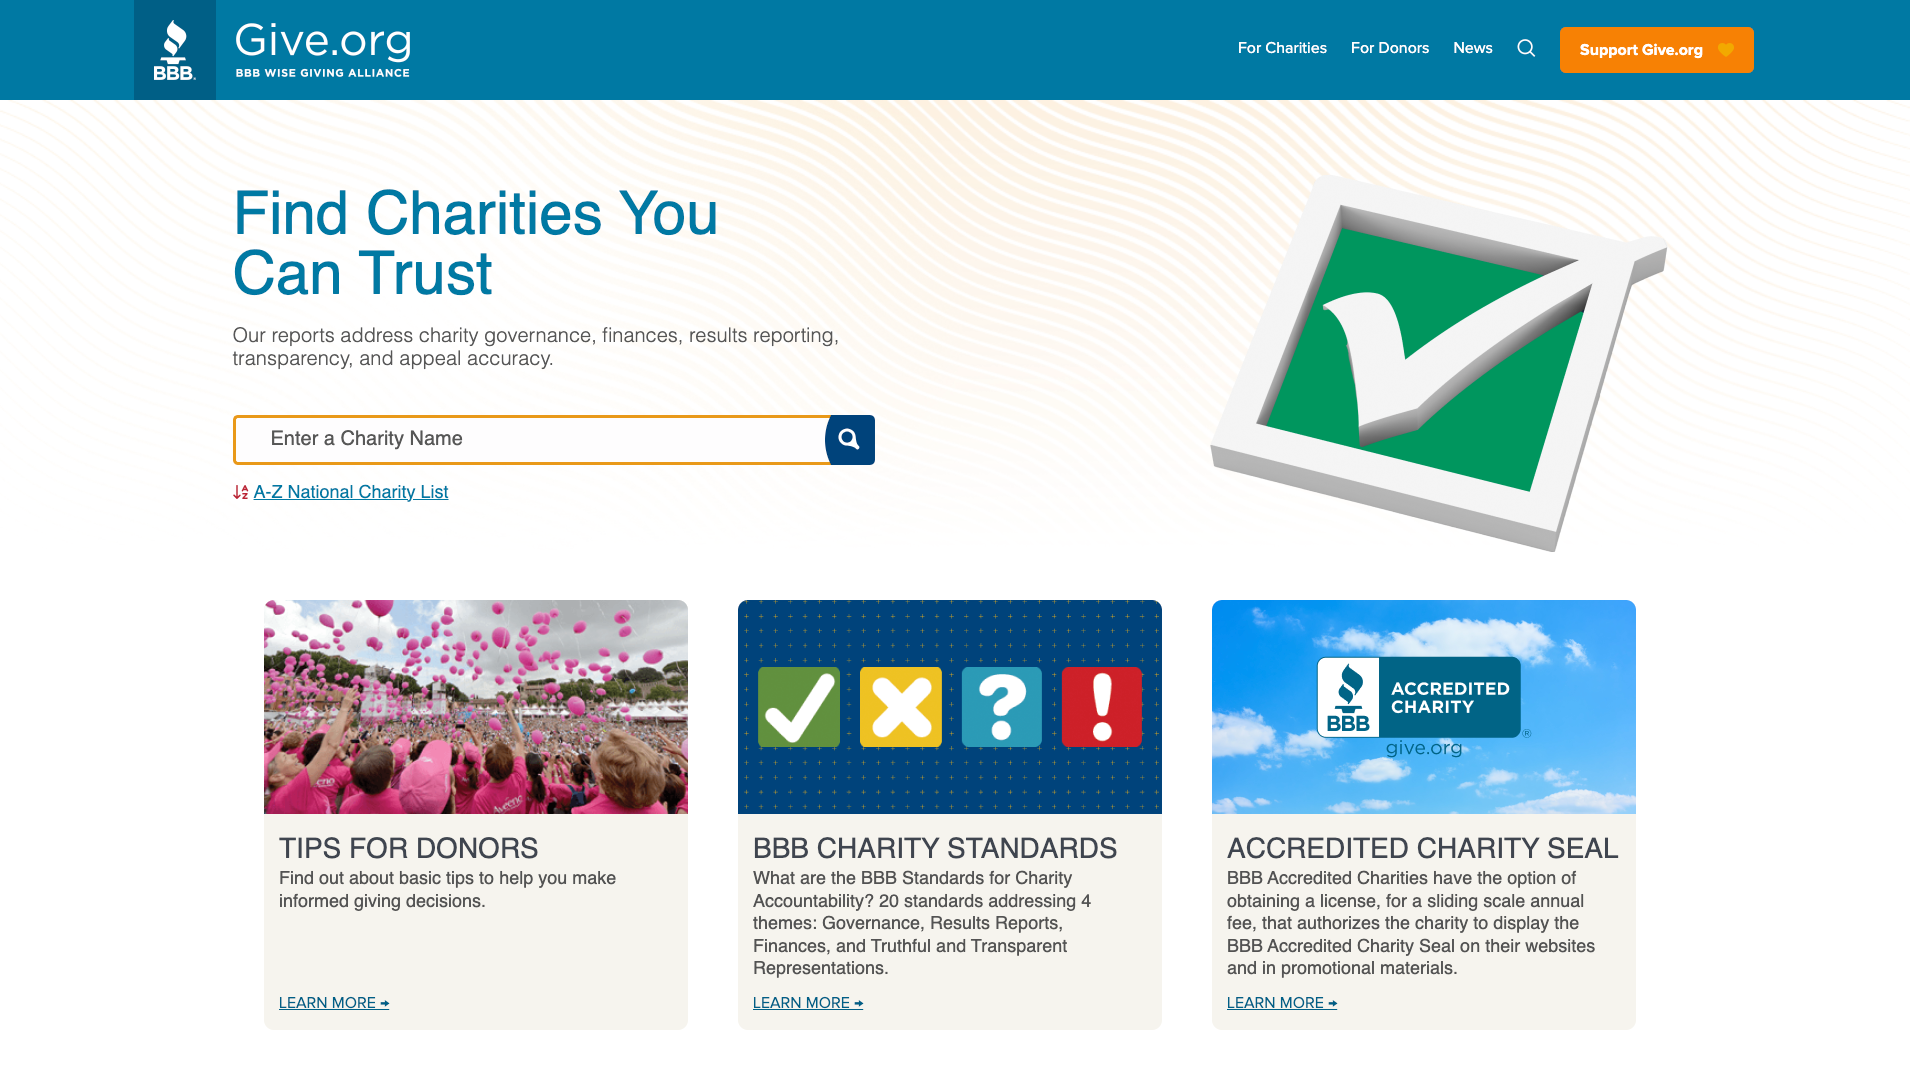 BBB.
Give.org
BBB WISE GIVING ALLIANCE
For Charities
For Donors
News
Support Give.org
Find Charities You
Can Trust
Our reports address charity governance, finances, results reporting,
transparency, and appeal accuracy.
Enter a Charity Name
A-Z National Charity List
TIPS FOR DONORS
Find out about basic tips to help you make
informed giving decisions.
LEARN MORE
BBB CHARITY STANDARDS
What are the BBB Standards for Charity
Accountability? 20 standards addressing 4
themes: Governance, Results Reports,
Finances, and Truthful and Transparent
Representations.
LEARN MORE
BBB
ACCREDITED
CHARITY
®
give.org
ACCREDITED CHARITY SEAL
BBB Accredited Charities have the option of
obtaining a license, for a sliding scale annual
fee, that authorizes the charity to display the
BBB Accredited Charity Seal on their websites
and in promotional materials.
LEARN MORE